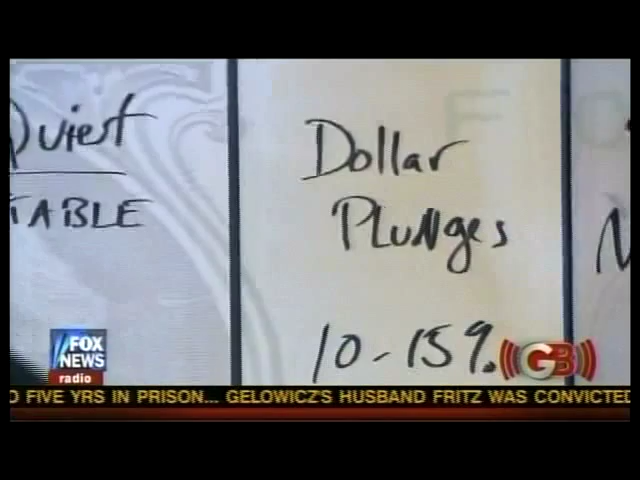 Quiet
TABLE
Dollar
Plunges
10-15%
FOX
NEWS
radio
GB
O FIVE YRS IN PRISON... GELOWICZ'S HUSBAND FRITZ WAS CONVICTED